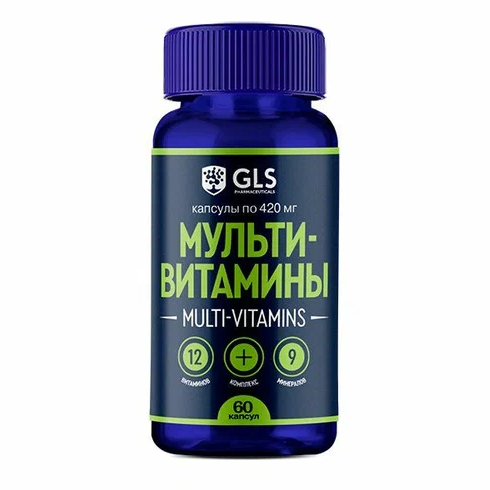 GLS
PHARMACEUTICALS
капсулы по 420 мг
МУЛЬТИ-
ВИТАМИНЫ
MULTI-VITAMINS
12 + 9
ВИТАМИНОВ КОМПЛЕКС МИНЕРАЛОВ
60
капсул